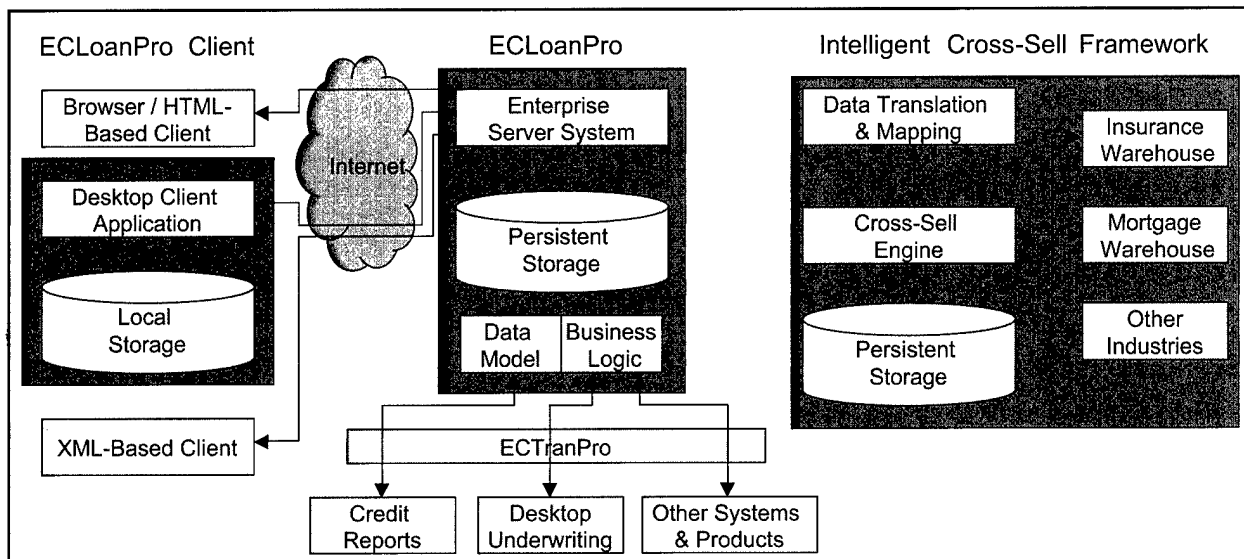 ECLoanPro Client
Browser / HTML-
Based Client
Desktop Client
Application
Local
Storage
XML-Based Client
Internet
ECLoanPro
Enterprise
Server System
Persistent
Storage
Data
Model
Business
Logic
ECTranPro
Credit
Reports
Desktop
Underwriting
Other Systems
& Products
Intelligent Cross-Sell Framework
Data Translation
& Mapping
Cross-Sell
Engine
Persistent
Storage
Insurance
Warehouse
Mortgage
Warehouse
Other
Industries